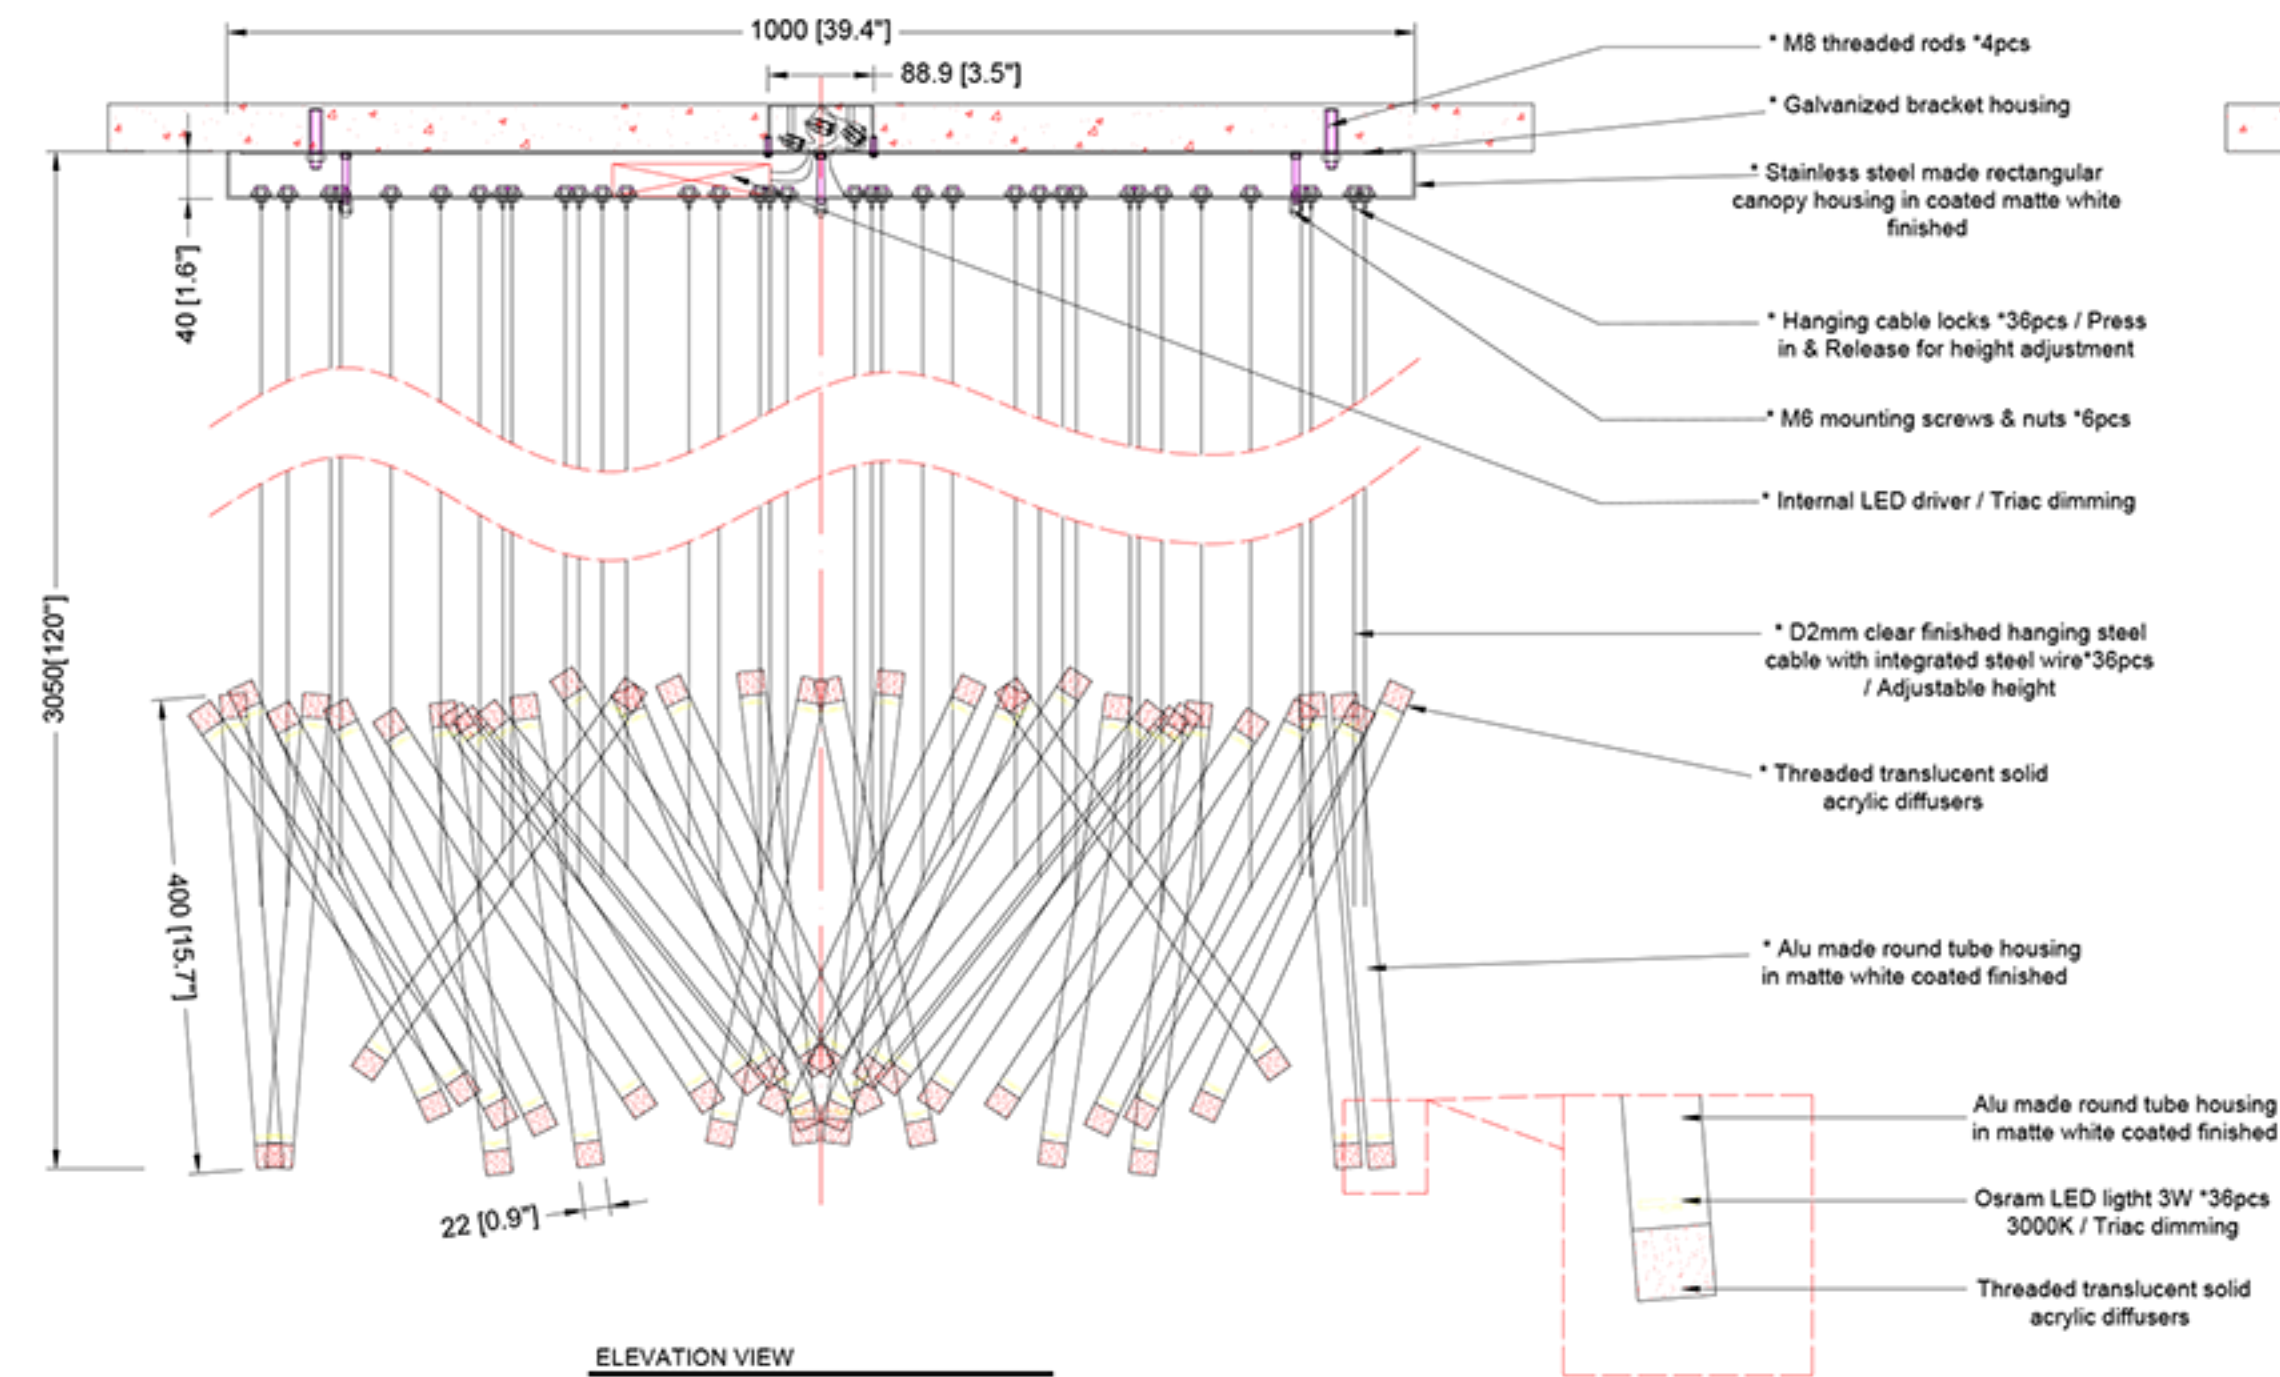 1000 [39.4"]
88.9 [3.5"]
40 [1.6"]
3050[120"]
400 [15.7"]
22 [0.9"]
* M8 threaded rods *4pcs
* Galvanized bracket housing
* Stainless steel made rectangular
canopy housing in coated matte white
finished
* Hanging cable locks *36pcs / Press
in & Release for height adjustment
* M6 mounting screws & nuts *6pcs
* Internal LED driver / Triac dimming
* D2mm clear finished hanging steel
cable with integrated steel wire*36pcs
/ Adjustable height
* Threaded translucent solid
acrylic diffusers
* Alu made round tube housing
in matte white coated finished
Alu made round tube housing
in matte white coated finished
Osram LED ligtht 3W *36pcs
3000K / Triac dimming
Threaded translucent solid
acrylic diffusers
ELEVATION VIEW